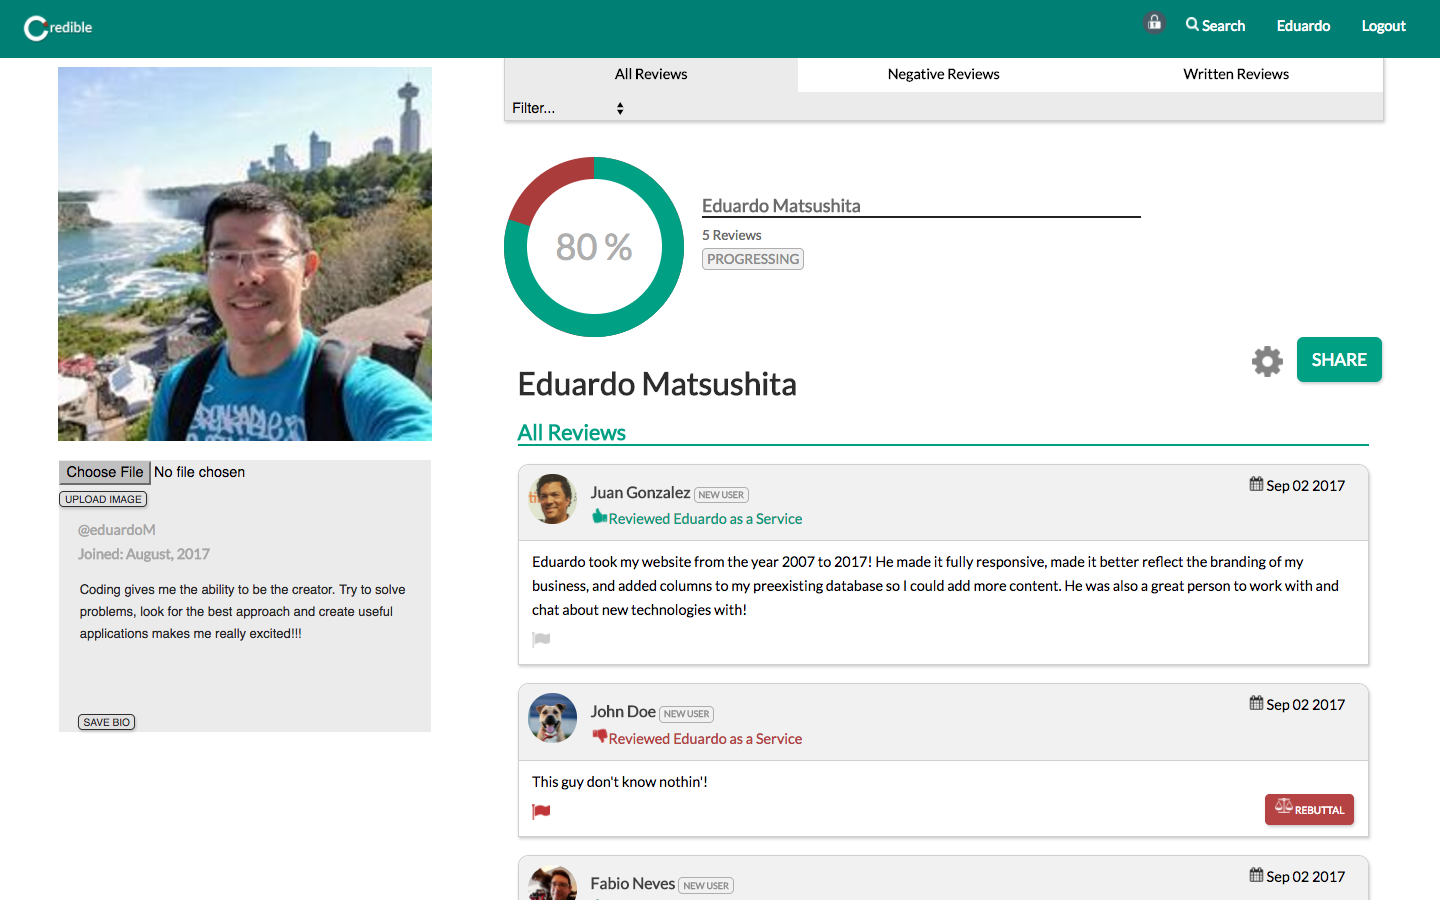 Credible
Search
Eduardo
Logout
All Reviews
Negative Reviews
Written Reviews
Filter...
80 %
Eduardo Matsushita
5 Reviews
PROGRESSING
SHARE
Eduardo Matsushita
All Reviews
Choose File No file chosen
UPLOAD IMAGE
@eduardoM
Joined: August, 2017
Coding gives me the ability to be the creator. Try to solve
problems, look for the best approach and create useful
applications makes me really excited!!!
SAVE BIO
Juan Gonzalez NEW USER
Sep 02 2017
Reviewed Eduardo as a Service
Eduardo took my website from the year 2007 to 2017! He made it fully responsive, made it better reflect the branding of my
business, and added columns to my preexisting database so I could add more content. He was also a great person to work with and
chat about new technologies with!
John Doe NEW USER
Sep 02 2017
Reviewed Eduardo as a Service
This guy don't know nothin'!
REBUTTAL
Fabio Neves NEW USER
Sep 02 2017